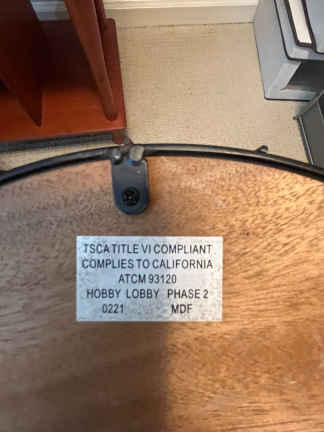 TSCA TITLE VI COMPLIANT
COMPLIES TO CALIFORNIA
ATCM 93120
HOBBY LOBBY PHASE 2
0221 MDF